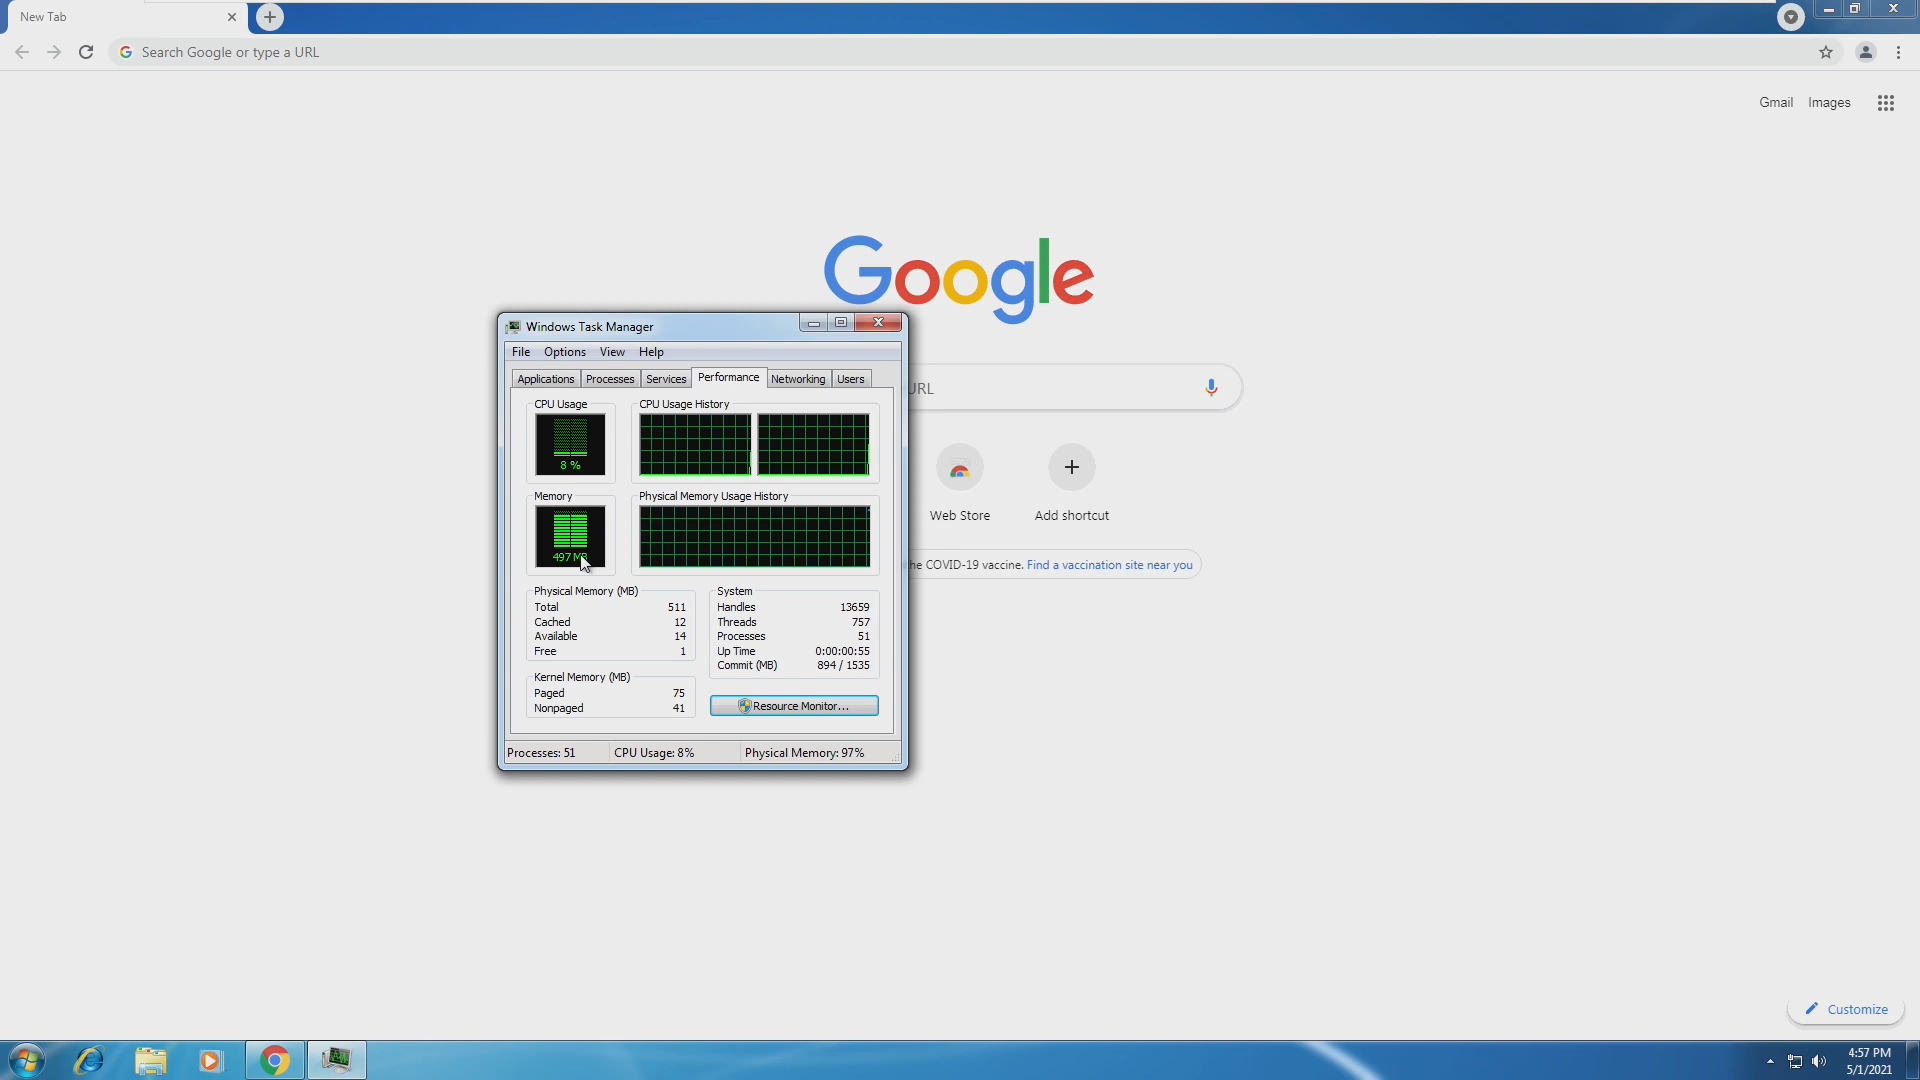 New Tab
Search Google or type a URL
Gmail Images
Google
Windows Task Manager
File Options View Help
Applications Processes Services Performance Networking Users
CPU Usage
8 %
CPU Usage History
URL
Memory
Physical Memory Usage History
Web Store
Add shortcut
he COVID-19 vaccine. Find a vaccination site near you
Physical Memory (MB)
Total 511
Cached 12
Available 14
Free 1
System
Handles 13659
Threads 757
Processes 51
Up Time 0:00:00:55
Commit (MB) 894 / 1535
Kernel Memory (MB)
Paged 75
Nonpaged 41
Resource Monitor...
Processes: 51 CPU Usage: 8% Physical Memory: 97%
497 MB
Customize
4:57 PM
5/1/2021